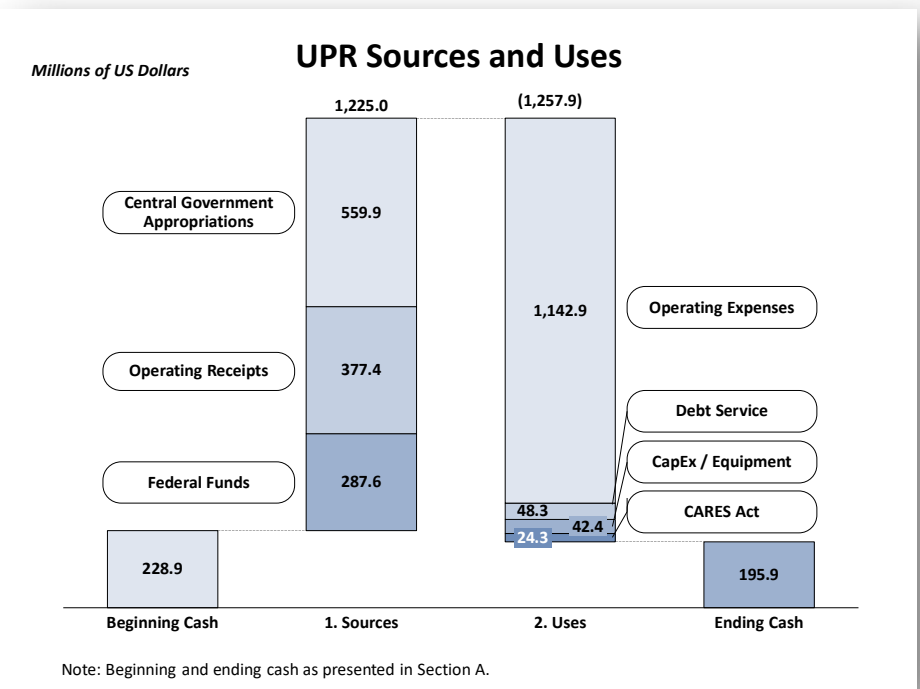 UPR Sources and Uses
Millions of US Dollars
1,225.0
(1,257.9)
Central Government
Appropriations
559.9
1,142.9
Operating Expenses
Operating Receipts
377.4
Debt Service
CapEx / Equipment
Federal Funds
287.6
48.3
42.4
CARES Act
24.3
228.9
195.9
Beginning Cash
1. Sources
2. Uses
Ending Cash
Note: Beginning and ending cash as presented in Section A.